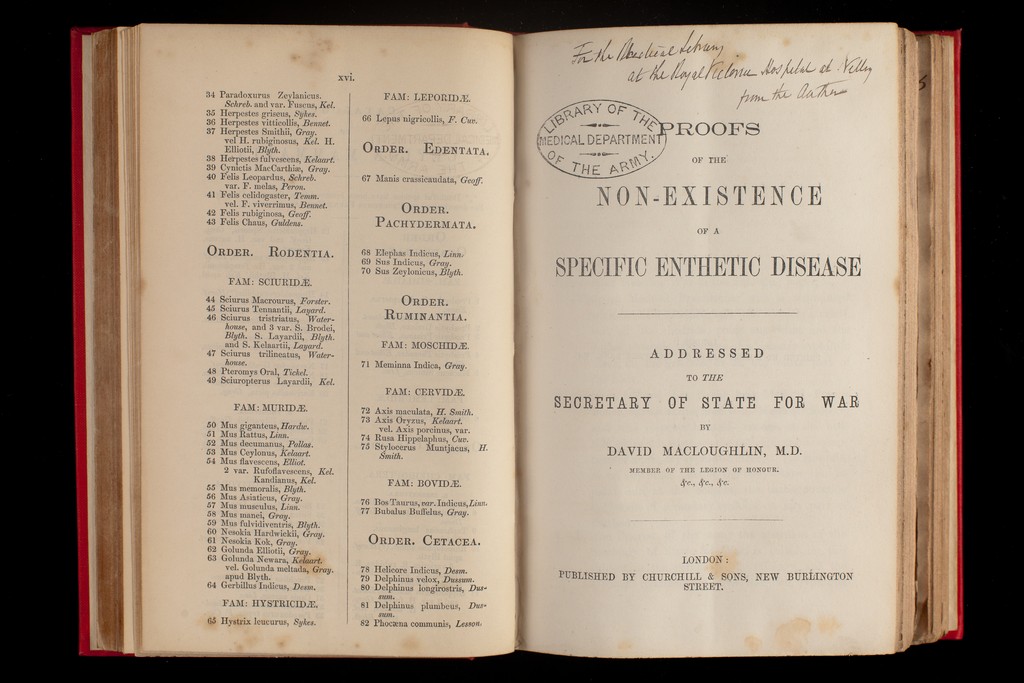 xvi.
34 Paradoxurus Zeylanicus.
Schreb. and var. Fuscus, Kel.
35 Herpestes griseus, Sykes.
36 Herpestes vitticollis, Bennet.
37 Herpestes Smithii, Gray.
vel H. rubiginosus, Kel. H.
Elliotii, Blyth.
38 Herpestes fulvescens, Kelaart.
39 Cynictis MacCarthiæ, Gray.
40 Felis Leopardus, Schreb.
var. F. melas, Peron.
41 Felis celidogaster, Temm.
vel. F. viverrimus, Bennet.
42 Felis rubiginosa, Geoff.
43 Felis Chaus, Guldens.
ORDER. RODENTIA.
FAM: SCIURIDÆ.
44 Sciurus Macrourus, Forster.
45 Sciurus Tennantii, Layard.
46 Sciurus tristriatus, Water-
house, and 3 var. S. Brodei,
Blyth. S. Layardii, Blyth.
and S. Kelaartii, Layard.
47 Sciurus trilineatus, Water-
house.
48 Pteromys Oral, Tickel.
49 Sciuropterus Layardii, Kel.
FAM: MURIDÆ.
50 Mus giganteus, Hardw.
51 Mus Rattus, Linn.
52 Mus decumanus, Pallas.
53 Mus Ceylonus, Kelaart.
54 Mus flavescens, Elliot.
2 var. Rufoflavescens, Kel.
Kandianus, Kel.
55 Mus memoralis, Blyth.
56 Mus Asiaticus, Gray.
57 Mus musculus, Linn.
58 Mus manei, Gray.
59 Mus fulvidiventris, Blyth.
60 Nesokia Hardwickii, Gray.
61 Nesokia Kok, Gray.
62 Golunda Elliotii, Gray.
63 Golunda Newara, Kelaart.
vel. Golunda meltada, Gray.
apud Blyth.
64 Gerbillus Indicus, Desm.
FAM: HYSTRICIDÆ.
65 Hystrix leucurus, Sykes.
FAM: LEPORIDÆ.
66 Lepus nigricollis, F. Cuv.
ORDER. EDENTATA.
67 Manis crassicaudata, Geoff.
ORDER.
PACHYDERMATA.
68 Elephas Indicus, Linn.
69 Sus Indicus, Gray.
70 Sus Zeylonicus, Blyth.
ORDER.
RUMINANTIA.
FAM: MOSCHIDÆ.
71 Meminna Indica, Gray.
FAM: CERVIDÆ.
72 Axis maculata, H. Smith.
73 Axis Oryzus, Kelaart.
vel. Axis porcinus, var.
74 Rusa Hippelaphus, Cuv.
75 Stylocerus Muntjacus, H.
Smith.
FAM: BOVIDÆ.
76 Bos Taurus, var. Indicus, Linn.
77 Bubalus Buffelus, Gray.
ORDER. CETACEA.
78 Helicore Indicus, Desm.
79 Delphinus velox, Dussum.
80 Delphinus longirostris, Dus-
sum.
81 Delphinus plumbeus, Dus-
sum.
82 Phocæna communis, Lesson.
For the Library
at the Royal Victoria Hospital at Netley
from the Author
LIBRARY OF THE
MEDICAL DEPARTMENT
OF THE ARMY.
PROOFS
OF THE
NON-EXISTENCE
OF A
SPECIFIC ENTHETIC DISEASE
ADDRESSED
TO THE
SECRETARY OF STATE FOR WAR
BY
DAVID MACLOUGHLIN, M.D.
MEMBER OF THE LEGION OF HONOUR.
&c., &c., &c.
LONDON:
PUBLISHED BY CHURCHILL & SONS, NEW BURLINGTON
STREET.